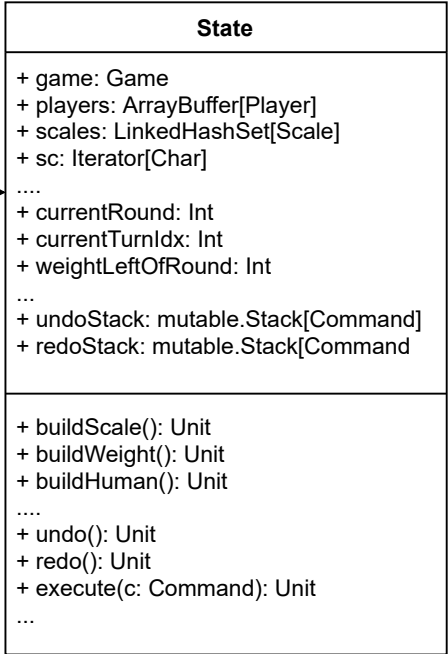 State
+ game: Game
+ players: ArrayBuffer[Player]
+ scales: LinkedHashSet[Scale]
+ sc: Iterator[Char]
....
+ currentRound: Int
+ currentTurnIdx: Int
+ weightLeftOfRound: Int
...
+ undoStack: mutable.Stack[Command]
+ redoStack: mutable.Stack[Command
+ buildScale(): Unit
+ buildWeight(): Unit
+ buildHuman(): Unit
....
+ undo(): Unit
+ redo(): Unit
+ execute(c: Command): Unit
...